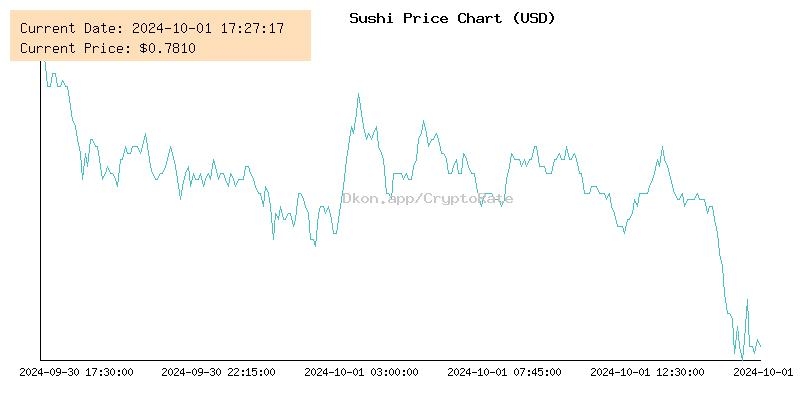 Sushi Price Chart (USD)
Current Date: 2024-10-01 17:27:17
Current Price: $0.7810
Dkon.app/CryptoRate
2024-09-30 17:30:00 2024-09-30 22:15:00 2024-10-01 03:00:00 2024-10-01 07:45:00 2024-10-01 12:30:00 2024-10-01